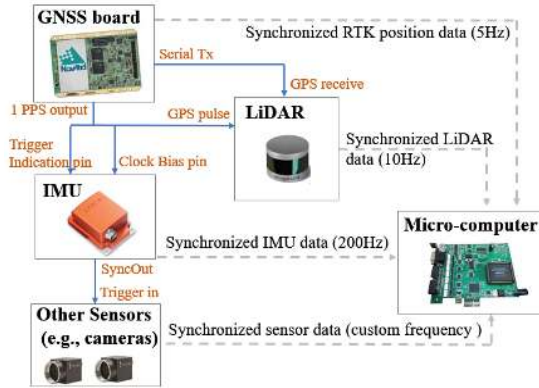 GNSS board
NovAtel
Synchronized RTK position data (5Hz)
Serial Tx
GPS receive
1 PPS output
GPS pulse
LiDAR
Trigger
Indication pin
Clock Bias pin
Synchronized LiDAR
data (10Hz)
IMU
Micro-computer
Synchronized IMU data (200Hz)
SyncOut
Trigger in
Other Sensors
(e.g., cameras)
Synchronized sensor data (custom frequency )